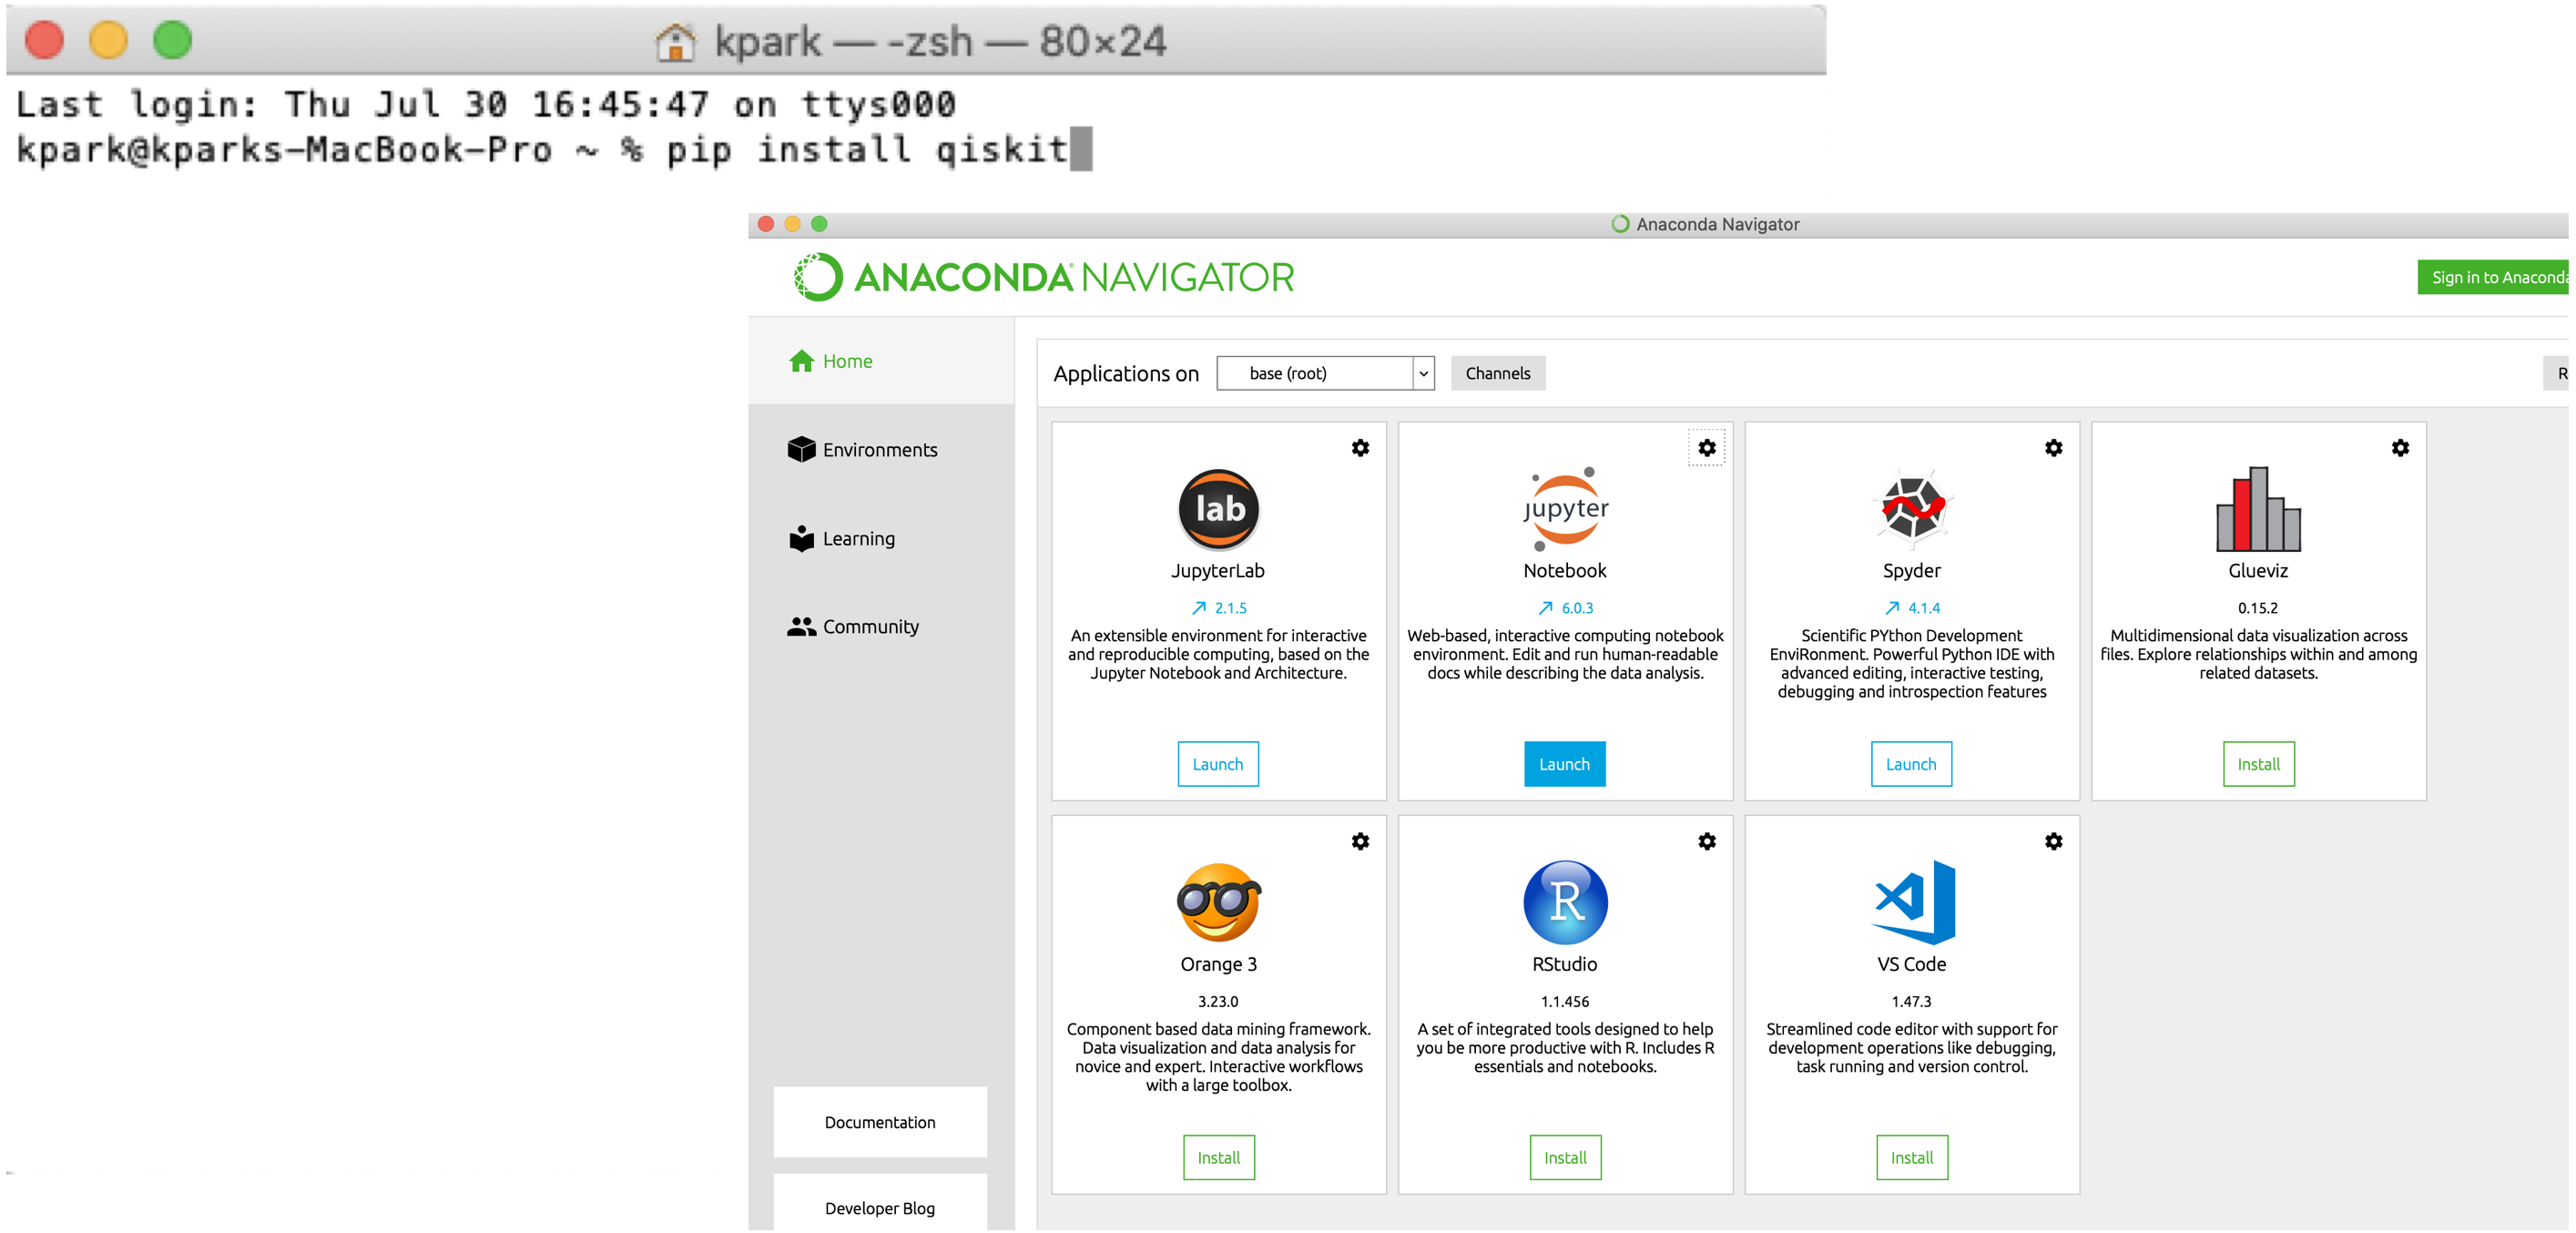 kpark — -zsh — 80×24
Last login: Thu Jul 30 16:45:47 on ttys000
kpark@kparks-MacBook-Pro ~ % pip install qiskit
Anaconda Navigator
ANACONDA NAVIGATOR
Sign in to Anaconda
Home
Environments
Learning
Community
Documentation
Developer Blog
Applications on
base (root)
Channels
R
lab
JupyterLab
2.1.5
An extensible environment for interactive
and reproducible computing, based on the
Jupyter Notebook and Architecture.
Launch
jupyter
Notebook
6.0.3
Web-based, interactive computing notebook
environment. Edit and run human-readable
docs while describing the data analysis.
Launch
Spyder
4.1.4
Scientific PYthon Development
EnviRonment. Powerful Python IDE with
advanced editing, interactive testing,
debugging and introspection features
Launch
Glueviz
0.15.2
Multidimensional data visualization across
files. Explore relationships within and among
related datasets.
Install
Orange 3
3.23.0
Component based data mining framework.
Data visualization and data analysis for
novice and expert. Interactive workflows
with a large toolbox.
Install
R
RStudio
1.1.456
A set of integrated tools designed to help
you be more productive with R. Includes R
essentials and notebooks.
Install
VS Code
1.47.3
Streamlined code editor with support for
development operations like debugging,
task running and version control.
Install